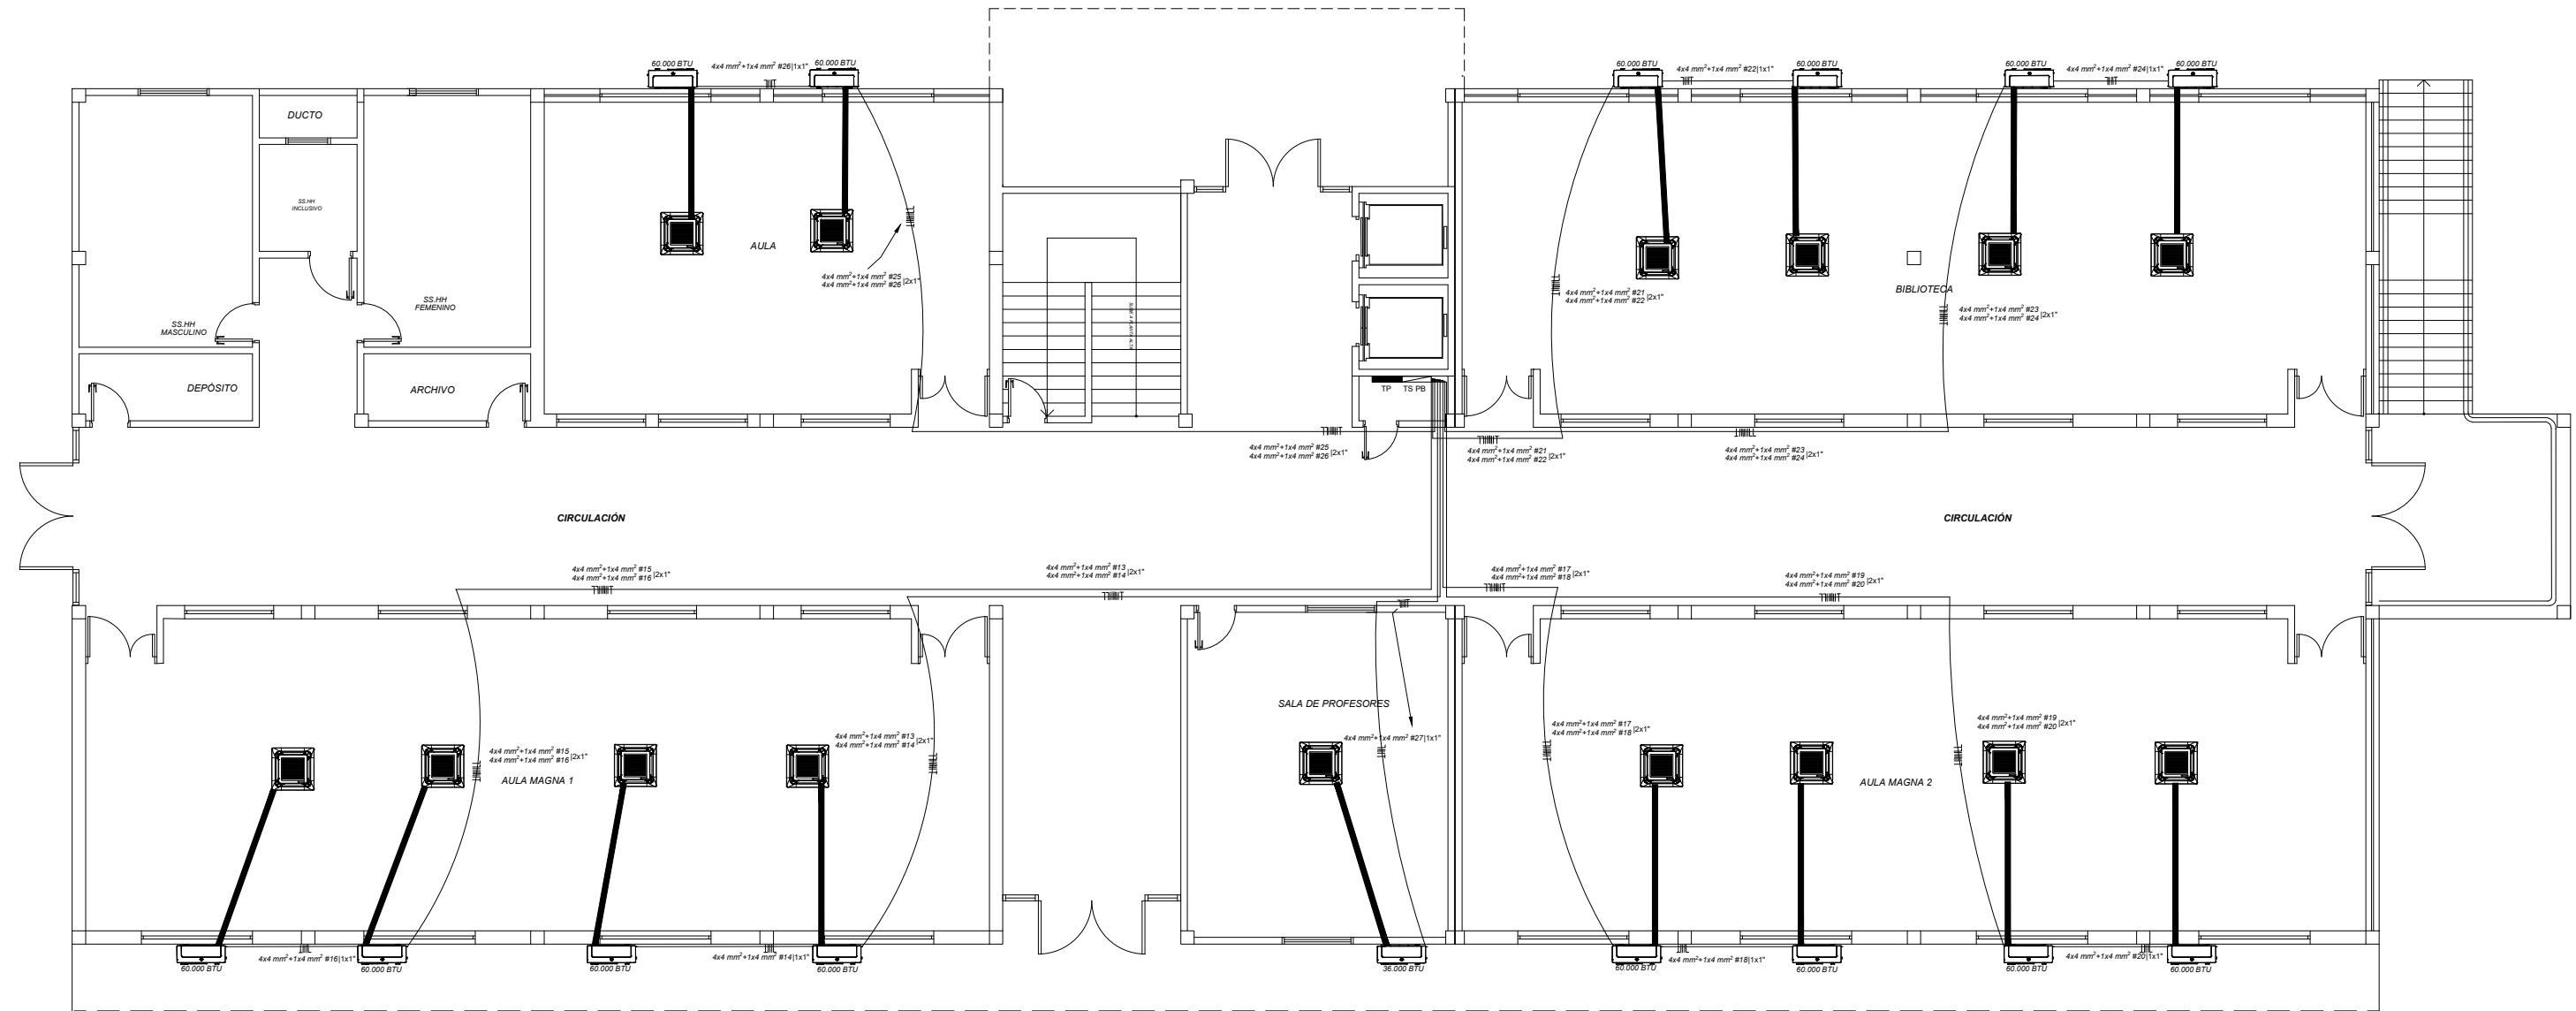 60.000 BTU
4x4 mm²+1x4 mm² #26|1x1"
60.000 BTU
60.000 BTU
4x4 mm²+1x4 mm² #22|1x1"
60.000 BTU
60.000 BTU
4x4 mm²+1x4 mm² #24|1x1"
60.000 BTU
DUCTO
SS.HH
INCLUSIVO
AULA
4x4 mm²+1x4 mm² #25
4x4 mm²+1x4 mm² #26 |2x1"
SS.HH
FEMENINO
SS.HH
MASCULINO
SUBE A PLANTA ALTA
4x4 mm²+1x4 mm² #21
4x4 mm²+1x4 mm² #22 |2x1"
BIBLIOTECA
4x4 mm²+1x4 mm² #23
4x4 mm²+1x4 mm² #24 |2x1"
DEPÓSITO
ARCHIVO
TP
TS PB
4x4 mm²+1x4 mm² #25
4x4 mm²+1x4 mm² #26 |2x1"
4x4 mm²+1x4 mm² #21
4x4 mm²+1x4 mm² #22 |2x1"
4x4 mm²+1x4 mm² #23
4x4 mm²+1x4 mm² #24 |2x1"
CIRCULACIÓN
CIRCULACIÓN
4x4 mm²+1x4 mm² #15
4x4 mm²+1x4 mm² #16 |2x1"
4x4 mm²+1x4 mm² #13
4x4 mm²+1x4 mm² #14 |2x1"
4x4 mm²+1x4 mm² #17
4x4 mm²+1x4 mm² #18 |2x1"
4x4 mm²+1x4 mm² #19
4x4 mm²+1x4 mm² #20 |2x1"
SALA DE PROFESORES
4x4 mm²+1x4 mm² #15
4x4 mm²+1x4 mm² #16 |2x1"
AULA MAGNA 1
4x4 mm²+1x4 mm² #13
4x4 mm²+1x4 mm² #14 |2x1"
4x4 mm²+1x4 mm² #27|1x1"
4x4 mm²+1x4 mm² #17
4x4 mm²+1x4 mm² #18 |2x1"
AULA MAGNA 2
4x4 mm²+1x4 mm² #19
4x4 mm²+1x4 mm² #20 |2x1"
60.000 BTU
4x4 mm²+1x4 mm² #16|1x1"
60.000 BTU
60.000 BTU
4x4 mm²+1x4 mm² #14|1x1"
60.000 BTU
36.000 BTU
60.000 BTU
4x4 mm²+1x4 mm² #18|1x1"
60.000 BTU
60.000 BTU
4x4 mm²+1x4 mm² #20|1x1"
60.000 BTU